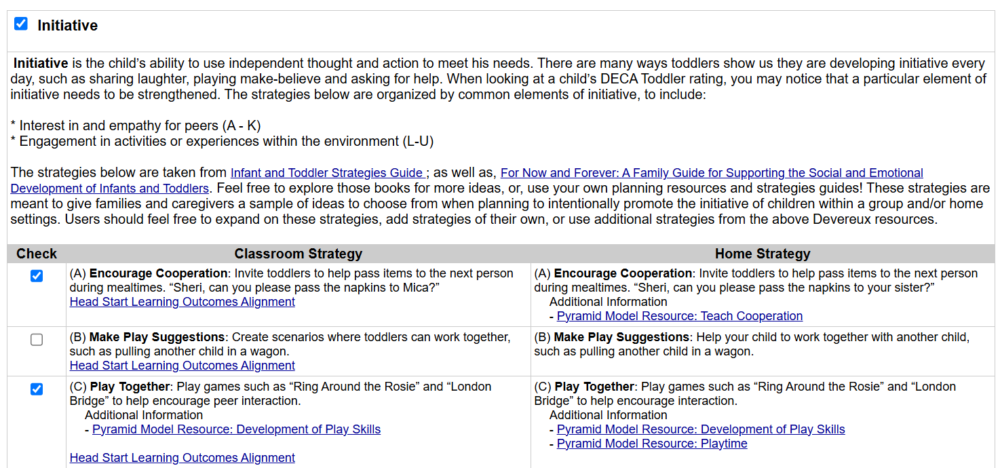 Initiative
Initiative is the child’s ability to use independent thought and action to meet his needs. There are many ways toddlers show us they are developing initiative every
day, such as sharing laughter, playing make-believe and asking for help. When looking at a child’s DECA Toddler rating, you may notice that a particular element of
initiative needs to be strengthened. The strategies below are organized by common elements of initiative, to include:
* Interest in and empathy for peers (A - K)
* Engagement in activities or experiences within the environment (L-U)
The strategies below are taken from Infant and Toddler Strategies Guide ; as well as, For Now and Forever: A Family Guide for Supporting the Social and Emotional
Development of Infants and Toddlers. Feel free to explore those books for more ideas, or, use your own planning resources and strategies guides! These strategies are
meant to give families and caregivers a sample of ideas to choose from when planning to intentionally promote the initiative of children within a group and/or home
settings. Users should feel free to expand on these strategies, add strategies of their own, or use additional strategies from the above Devereux resources.
Check Classroom Strategy Home Strategy
(A) Encourage Cooperation: Invite toddlers to help pass items to the next person
during mealtimes. “Sheri, can you please pass the napkins to Mica?”
Head Start Learning Outcomes Alignment
(A) Encourage Cooperation: Invite toddlers to help pass items to the next person
during mealtimes. “Sheri, can you please pass the napkins to your sister?”
Additional Information
- Pyramid Model Resource: Teach Cooperation
(B) Make Play Suggestions: Create scenarios where toddlers can work together,
such as pulling another child in a wagon.
Head Start Learning Outcomes Alignment
(B) Make Play Suggestions: Help your child to work together with another child,
such as pulling another child in a wagon.
(C) Play Together: Play games such as “Ring Around the Rosie” and “London
Bridge” to help encourage peer interaction.
Additional Information
- Pyramid Model Resource: Development of Play Skills
Head Start Learning Outcomes Alignment
(C) Play Together: Play games such as “Ring Around the Rosie” and “London
Bridge” to help encourage interaction.
Additional Information
- Pyramid Model Resource: Development of Play Skills
- Pyramid Model Resource: Playtime